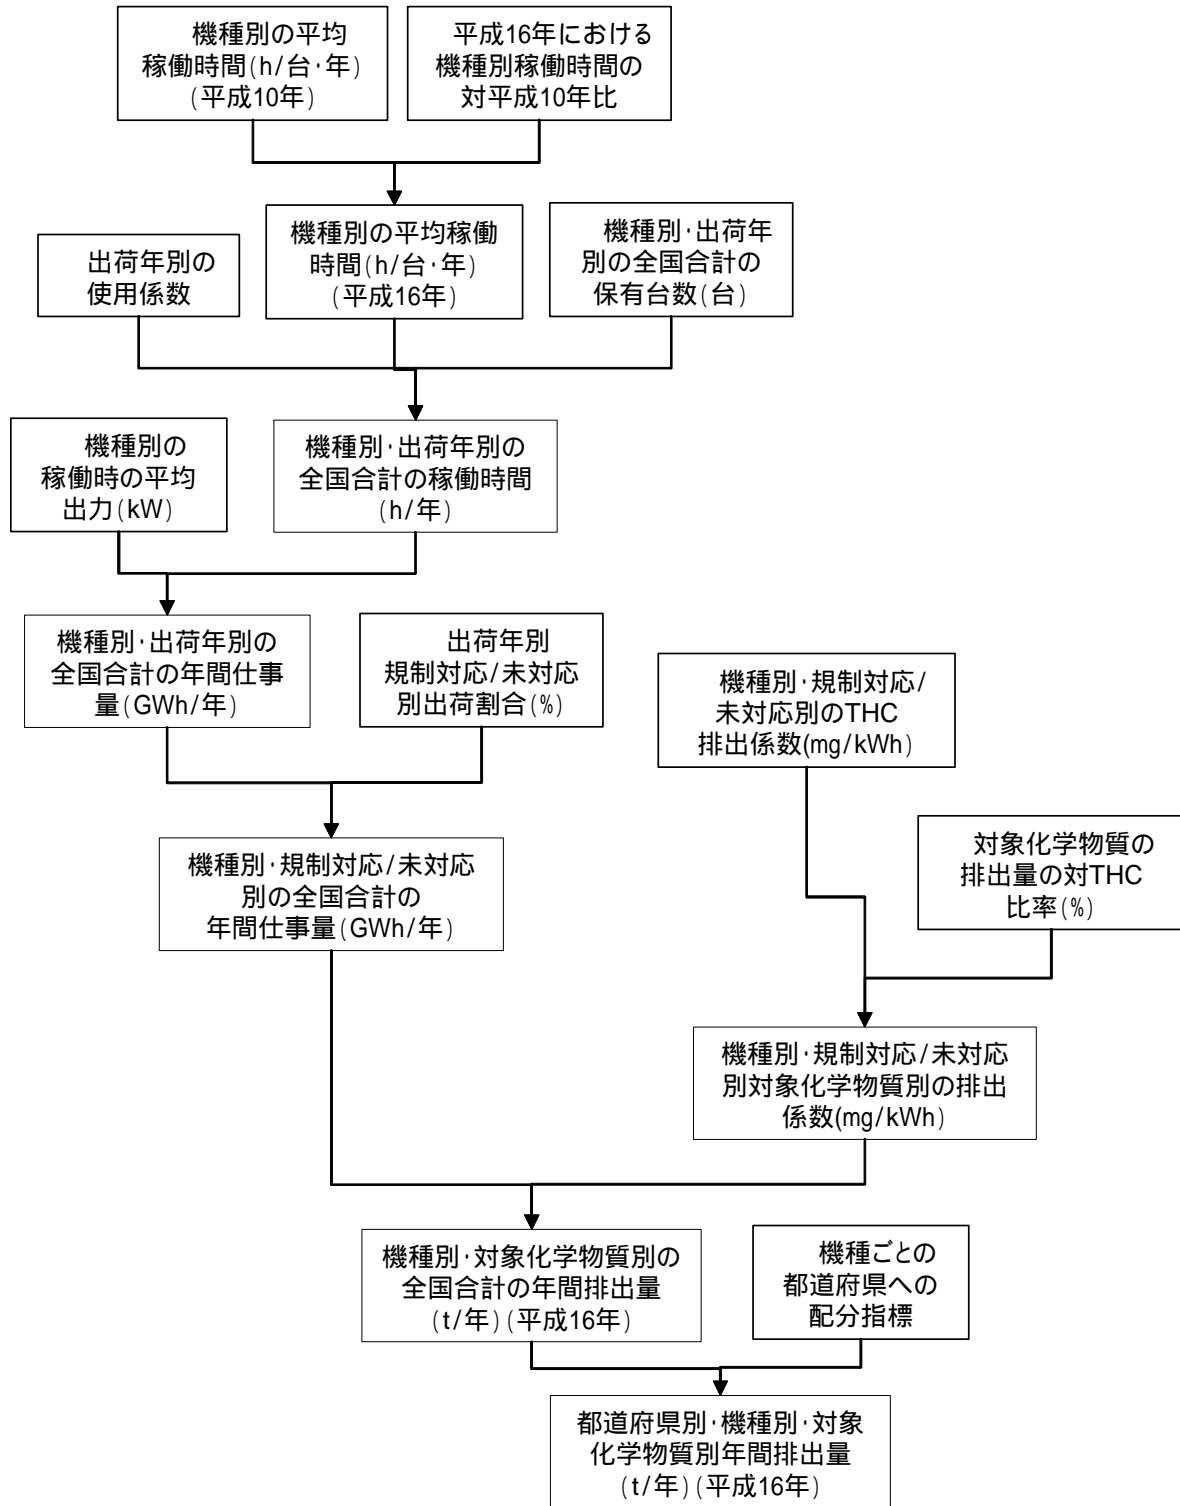 機種別の平均
稼働時間(h/台・年)
(平成10年)
平成16年における
機種別稼働時間の
対平成10年比
出荷年別の
使用係数
機種別の平均稼働
時間(h/台・年)
(平成16年)
機種別・出荷年
別の全国合計の
保有台数(台)
機種別の
稼働時の平均
出力(kW)
機種別・出荷年別の
全国合計の稼働時間
(h/年)
機種別・出荷年別の
全国合計の年間仕事
量(GWh/年)
出荷年別
規制対応/未対応
別出荷割合(%)
機種別・規制対応/
未対応別のTHC
排出係数(mg/kWh)
機種別・規制対応/未対応
別の全国合計の
年間仕事量(GWh/年)
対象化学物質の
排出量の対THC
比率(%)
機種別・規制対応/未対応
別対象化学物質別の排出
係数(mg/kWh)
機種別・対象化学物質別の
全国合計の年間排出量
(t/年)(平成16年)
機種ごとの
都道府県への
配分指標
都道府県別・機種別・対象
化学物質別年間排出量
(t/年)(平成16年)